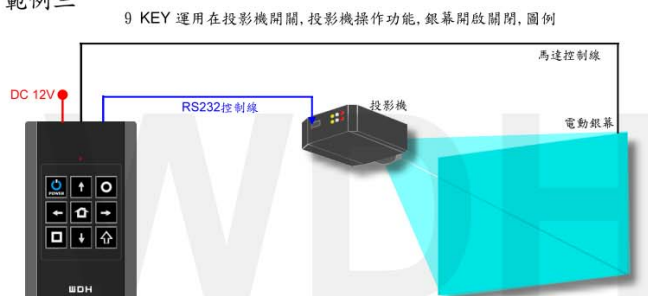 範例三
9 KEY 運用在投影機開關,投影機操作功能,銀幕開啟關閉,圖例
馬達控制線
DC 12V
RS232控制線
投影機
電動銀幕
POWER
WDH
WDH